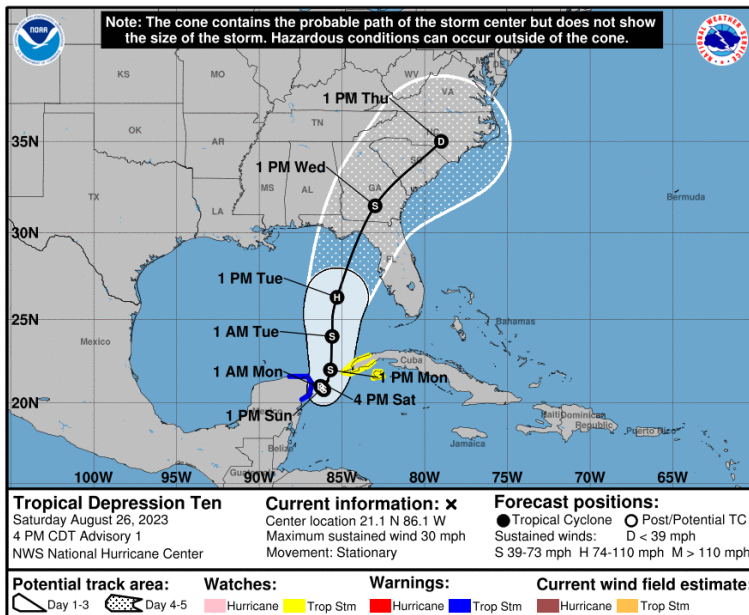 Note: The cone contains the probable path of the storm center but does not show
the size of the storm. Hazardous conditions can occur outside of the cone.
NOAA
NATIONAL WEATHER SERVICE
WV
MD
DE
KS
MO
VA
1 PM Thu
OK
TN
NC
35N
AR
D
SC
1 PM Wed
MS
AL
GA
TX
S
Bermuda
LA
30N
FL
1 PM Tue
H
25N
1 AM Tue
S
Bahamas
Mexico
1 AM Mon
S
Cuba
1 PM Mon
4 PM Sat
20N
1 PM Sun
Mexico
Haiti
Dominican
Republic
Puerto Rico
Belize
Jamaica
Guatemala
100W
95W
90W
85W
80W
75W
70W
65W
Tropical Depression Ten
Saturday August 26, 2023
4 PM CDT Advisory 1
NWS National Hurricane Center
Current information: x
Center location 21.1 N 86.1 W
Maximum sustained wind 30 mph
Movement: Stationary
Forecast positions:
Tropical Cyclone Post/Potential TC
Sustained winds: D < 39 mph
S 39-73 mph H 74-110 mph M > 110 mph
Potential track area:
Day 1-3 Day 4-5
Watches:
Hurricane Trop Stm
Warnings:
Hurricane Trop Stm
Current wind field estimate:
Hurricane Trop Stm